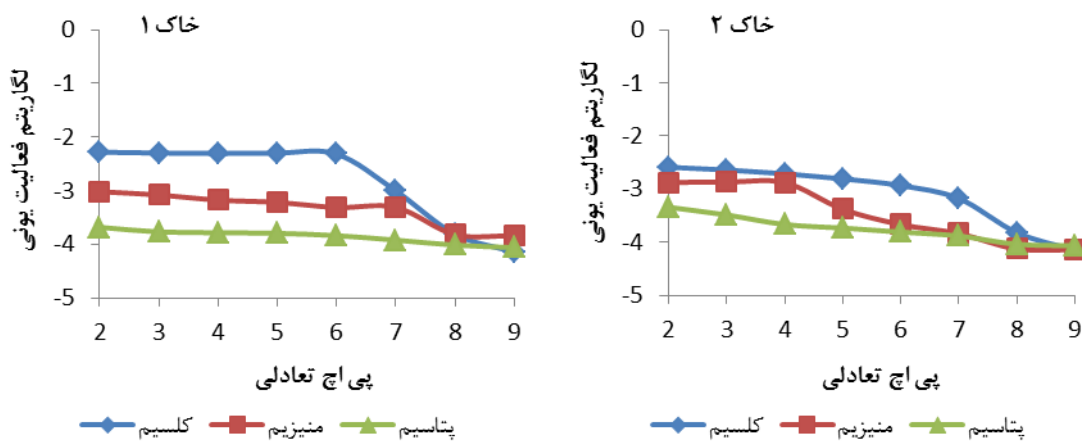 خاک ۱
لگاریتم فعالیت یونی
0
-1
-2
-3
-4
-5
2 3 4 5 6 7 8 9
پی اچ تعادلی
کلسیم منیزیم پتاسیم
خاک ۲
لگاریتم فعالیت یونی
0
-1
-2
-3
-4
-5
2 3 4 5 6 7 8 9
پی اچ تعادلی
کلسیم منیزیم پتاسیم